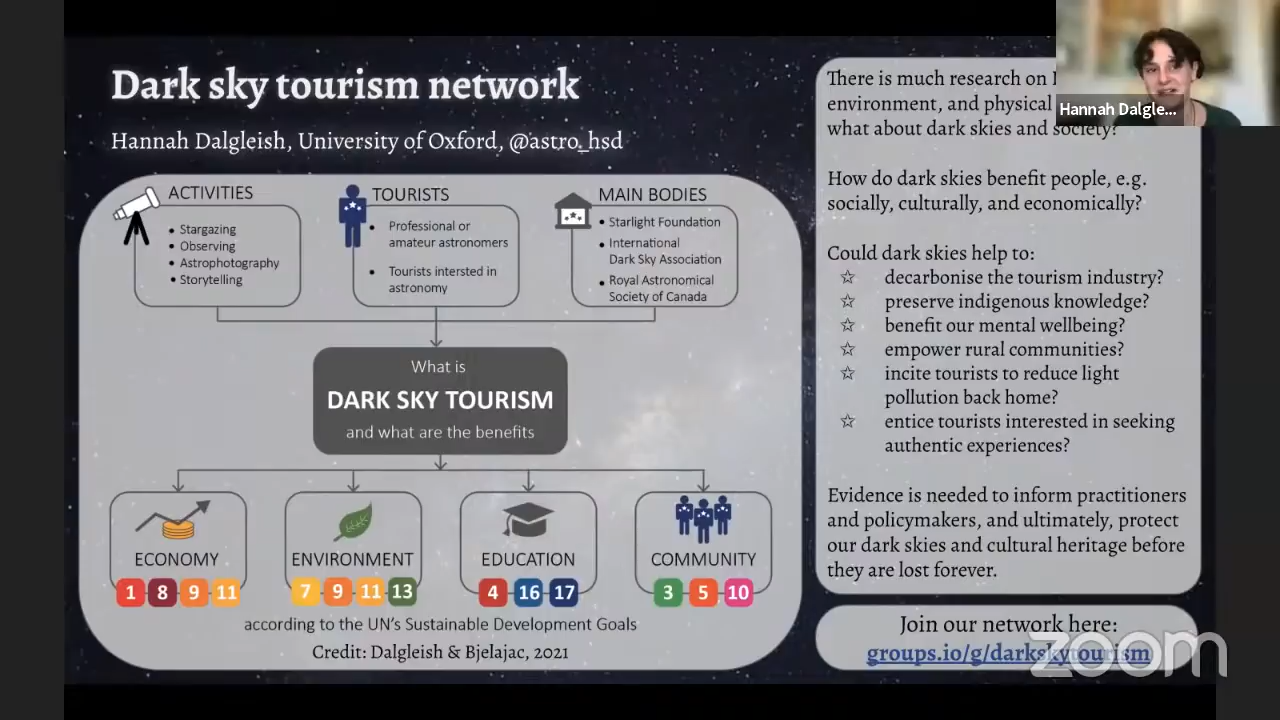 Dark sky tourism network
Hannah Dalgleish, University of Oxford, @astro_hsd
ACTIVITIES
• Stargazing
• Observing
• Astrophotography
• Storytelling
TOURISTS
• Professional or
amateur astronomers
• Tourists intersted in
astronomy
MAIN BODIES
• Starlight Foundation
• International
Dark Sky Association
• Royal Astronomical
Society of Canada
What is
DARK SKY TOURISM
and what are the benefits
ECONOMY
1 8 9 11
ENVIRONMENT
7 9 11 13
EDUCATION
4 16 17
COMMUNITY
3 5 10
according to the UN's Sustainable Development Goals
Credit: Dalgleish & Bjelajac, 2021
There is much research on
environment, and physical
what about dark skies and society?
How do dark skies benefit people, e.g.
socially, culturally, and economically?
Could dark skies help to:
☆ decarbonise the tourism industry?
☆ preserve indigenous knowledge?
☆ benefit our mental wellbeing?
☆ empower rural communities?
☆ incite tourists to reduce light
pollution back home?
☆ entice tourists interested in seeking
authentic experiences?
Evidence is needed to inform practitioners
and policymakers, and ultimately, protect
our dark skies and cultural heritage before
they are lost forever.
Join our network here:
groups.io/g/darkskytourism
Hannah Dalgle...
zoom